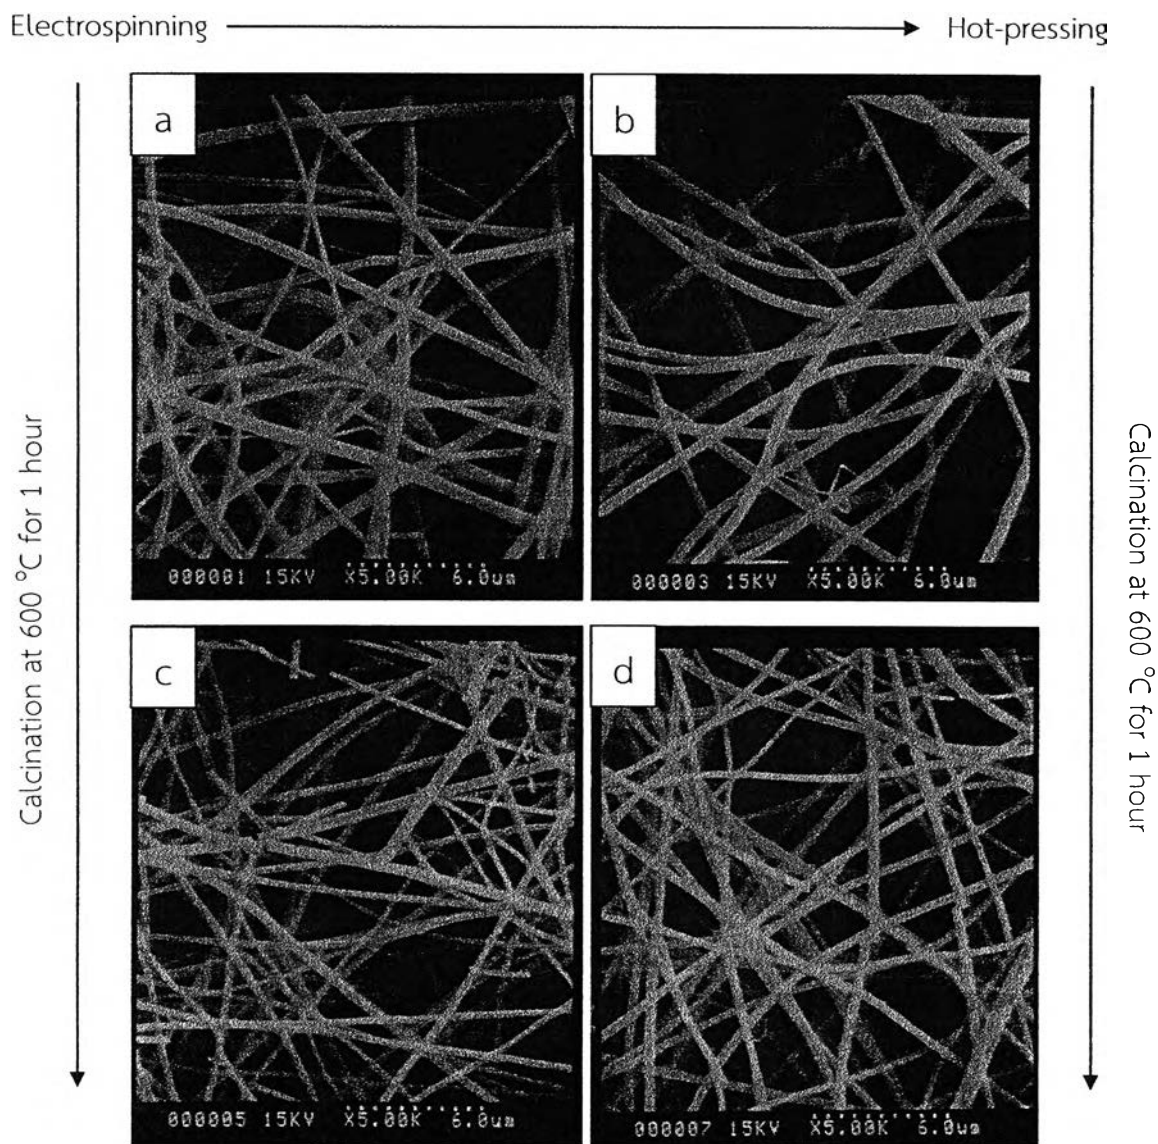 Electrospinning
Hot-pressing
a
b
000001 15KV X5.00K 6.0um
000003 15KV X5.00K 6.0um
Calcination at 600 °C for 1 hour
Calcination at 600 °C for 1 hour
c
d
000005 15KV X5.00K 6.0um
000007 15KV X5.00K 6.0um